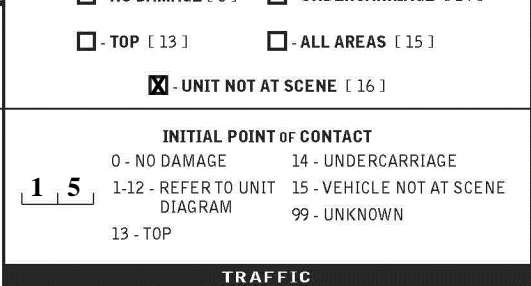 - TOP [ 13 ] - ALL AREAS [ 15 ]
X - UNIT NOT AT SCENE [ 16 ]
INITIAL POINT OF CONTACT
0 - NO DAMAGE 14 - UNDERCARRIAGE
1 5 1-12 - REFER TO UNIT 15 - VEHICLE NOT AT SCENE
DIAGRAM 99 - UNKNOWN
13 - TOP
TRAFFIC